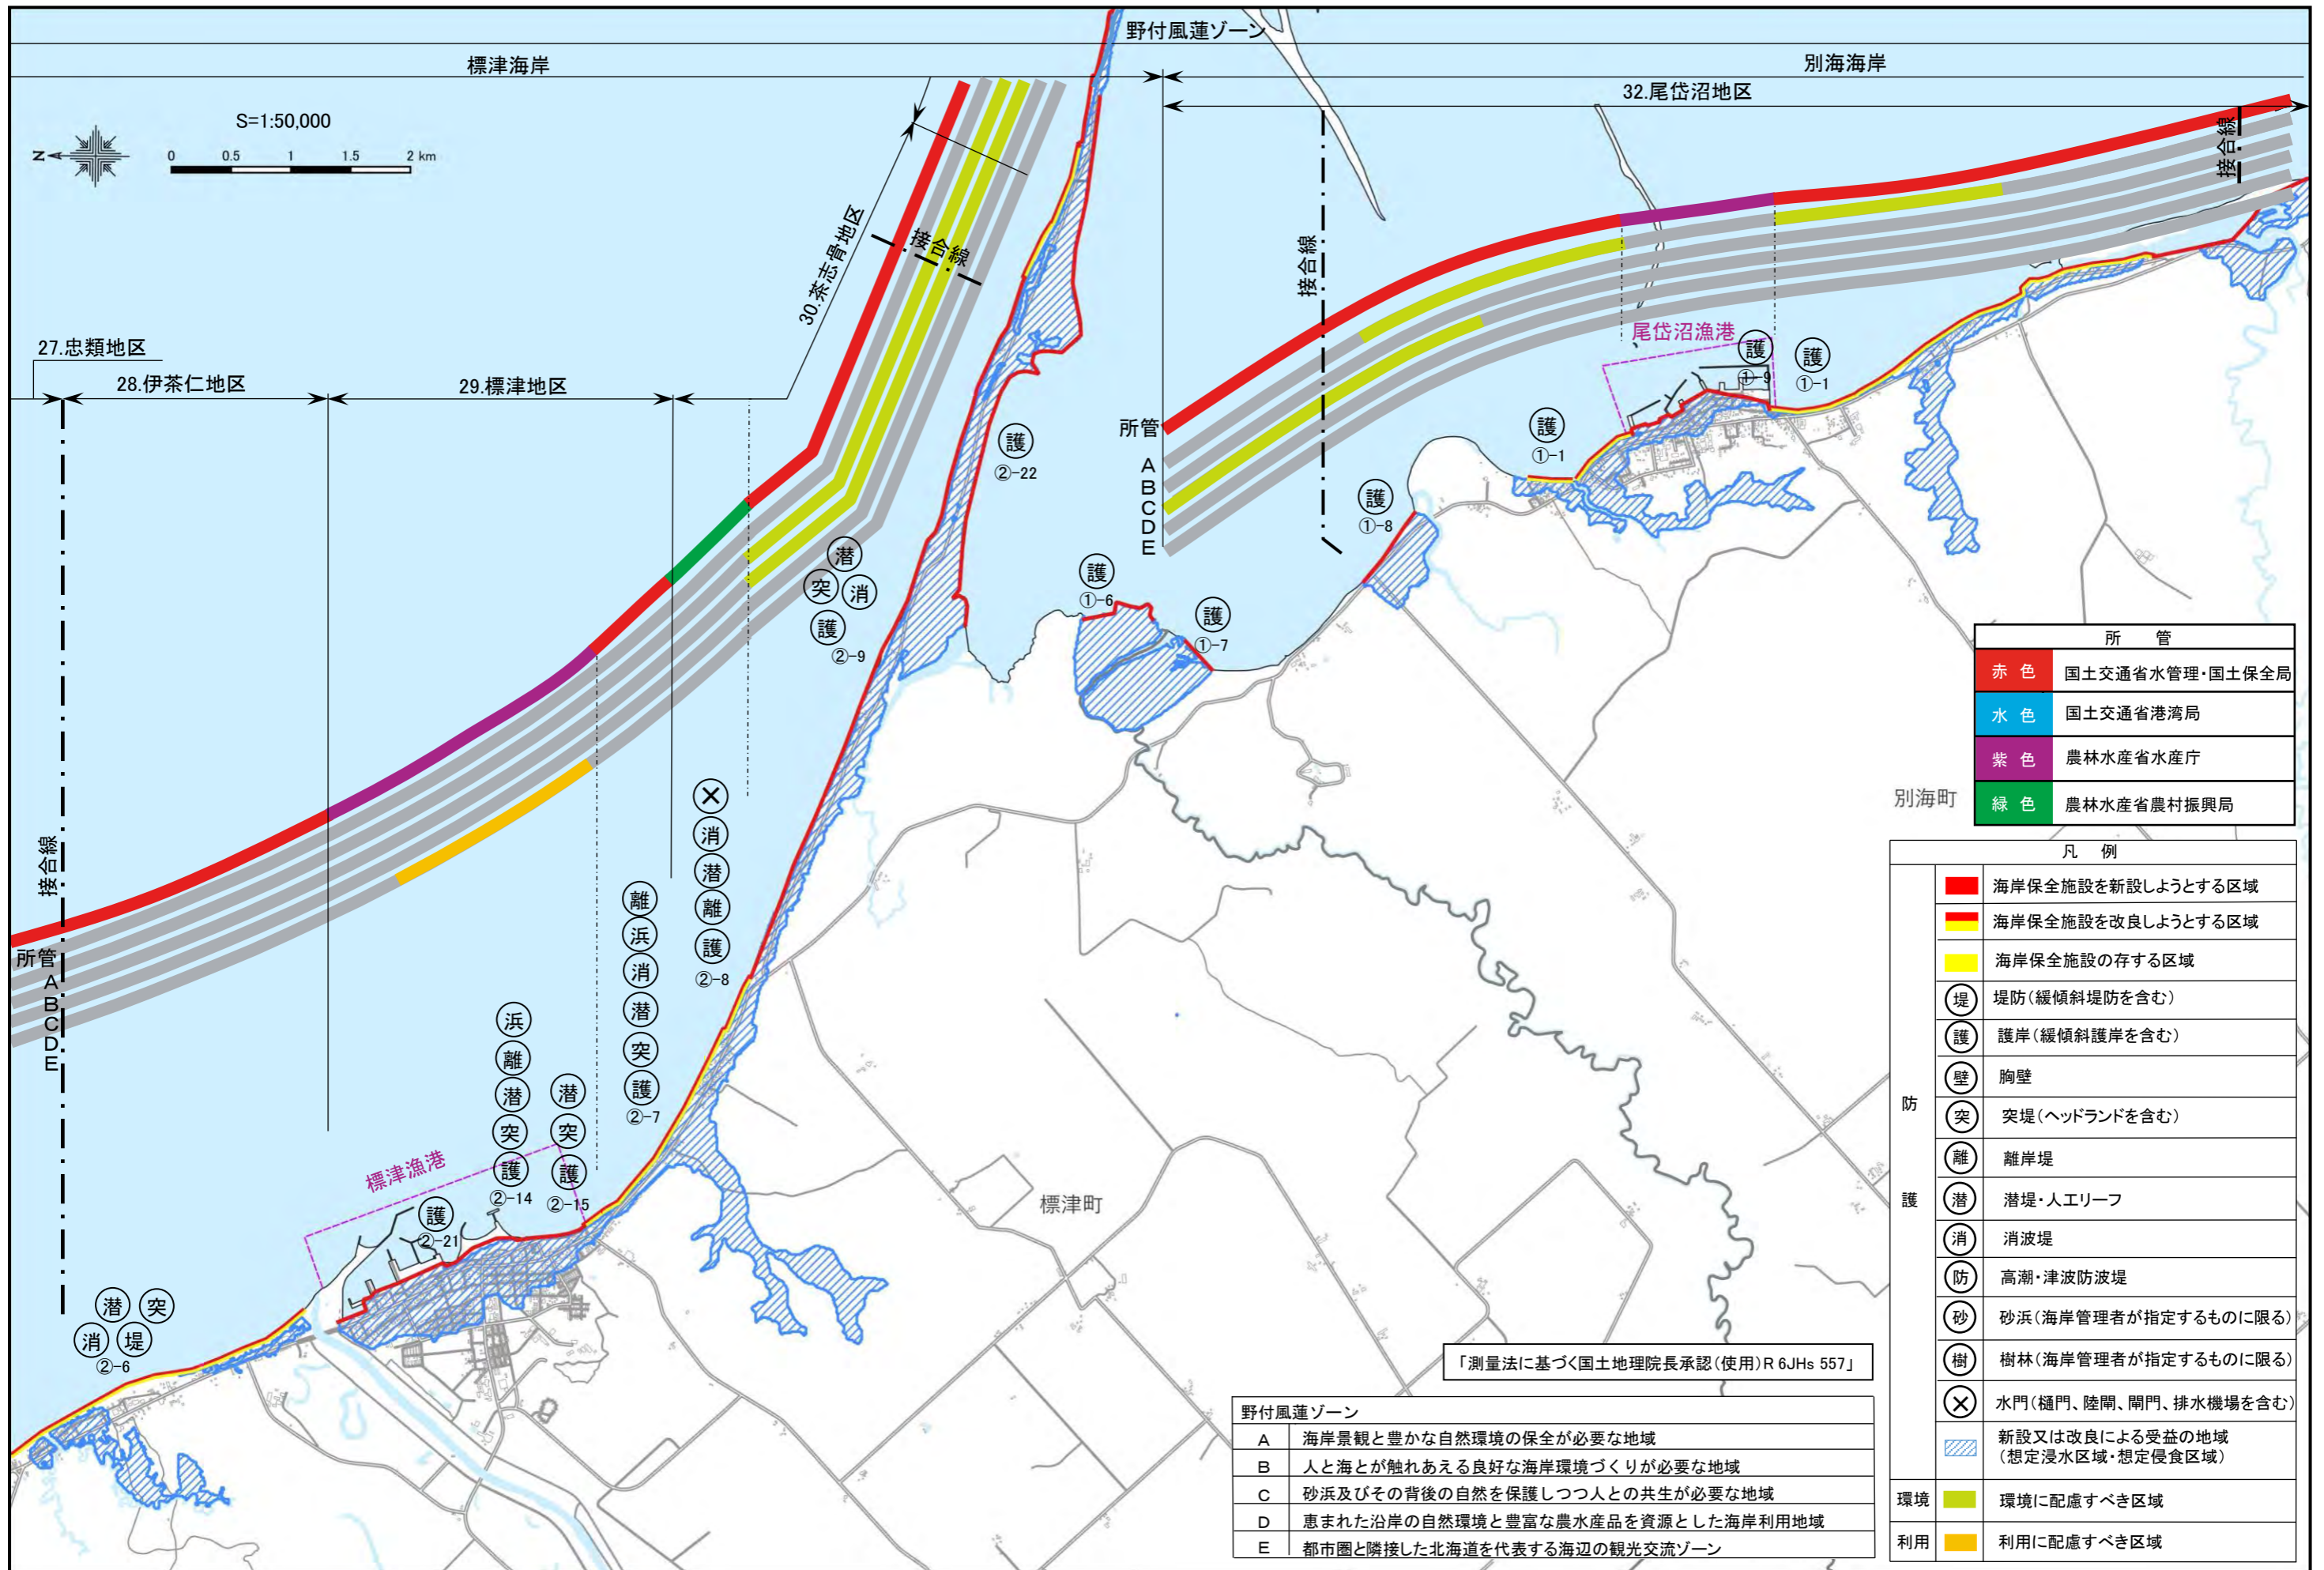 野付風蓮ゾーン
標津海岸
別海海岸
32.尾岱沼地区
S=1:50,000
N
0 0.5 1 1.5 2 km
接合線
30.茶志骨地区
接合線
接合線
27.忠類地区
28.伊茶仁地区
29.標津地区
尾岱沼漁港
護
①-9
護
①-1
所管
A
B
C
D
E
護
②-22
護
①-1
護
①-8
潜
突 消
護
②-9
護
①-6
護
①-7
所 管
赤 色 国土交通省水管理・国土保全局
水 色 国土交通省港湾局
紫 色 農林水産省水産庁
緑 色 農林水産省農村振興局
別海町
接合線
所管
A
B
C
D
E
消
潜
離
護
②-8
離
浜
消
潜
突
護
②-7
浜
離
潜
突
護
②-14
潜
突
護
②-15
標津漁港
護
②-21
潜 突
消 堤
②-6
標津町
凡 例
防
護
海岸保全施設を新設しようとする区域
海岸保全施設を改良しようとする区域
海岸保全施設の存する区域
堤 堤防(緩傾斜堤防を含む)
護 護岸(緩傾斜護岸を含む)
壁 胸壁
突 突堤(ヘッドランドを含む)
離 離岸堤
潜 潜堤・人工リーフ
消 消波堤
防 高潮・津波防波堤
砂 砂浜(海岸管理者が指定するものに限る)
樹 樹林(海岸管理者が指定するものに限る)
水門(樋門、陸閘、閘門、排水機場を含む)
新設又は改良による受益の地域
(想定浸水区域・想定侵食区域)
環境 環境に配慮すべき区域
利用 利用に配慮すべき区域
「測量法に基づく国土地理院長承認(使用)R 6JHs 557」
野付風蓮ゾーン
A 海岸景観と豊かな自然環境の保全が必要な地域
B 人と海とが触れあえる良好な海岸環境づくりが必要な地域
C 砂浜及びその背後の自然を保護しつつ人との共生が必要な地域
D 恵まれた沿岸の自然環境と豊富な農水産品を資源とした海岸利用地域
E 都市圏と隣接した北海道を代表する海辺の観光交流ゾーン